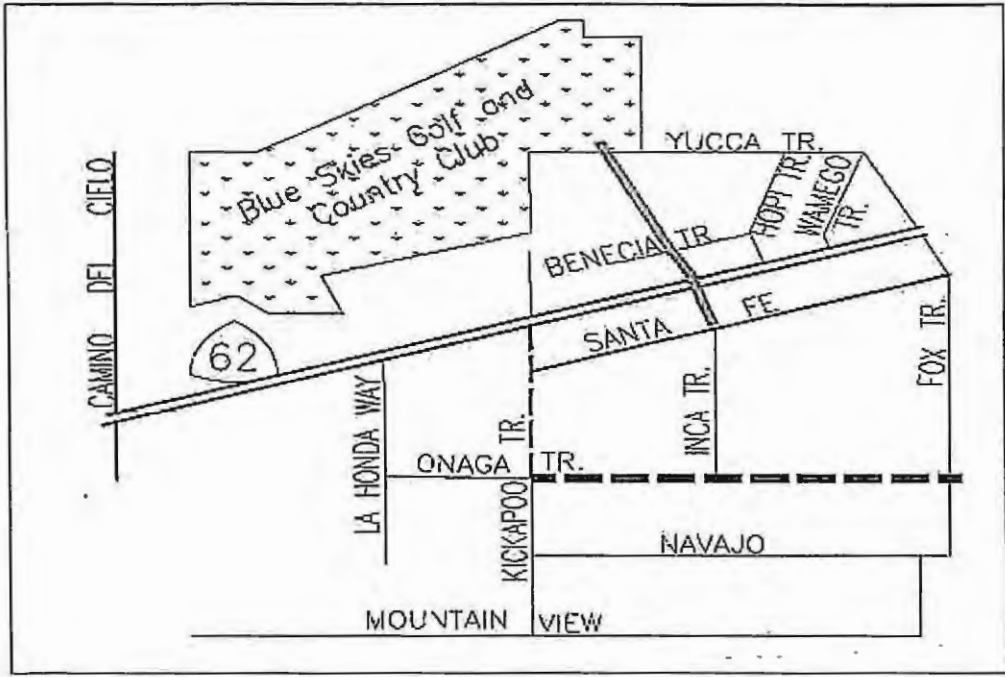 Blue Skies Golf and
Country Club
YUCCA TR.
CAMINO DEL CIELO
HOPI TR.
WAMEGO
TR.
BENECIA TR
62
SANTA FE
FOX TR.
LA HONDA WAY
KICKAPOO TR.
INCA TR.
ONAGA TR.
NAVAJO
MOUNTAIN VIEW